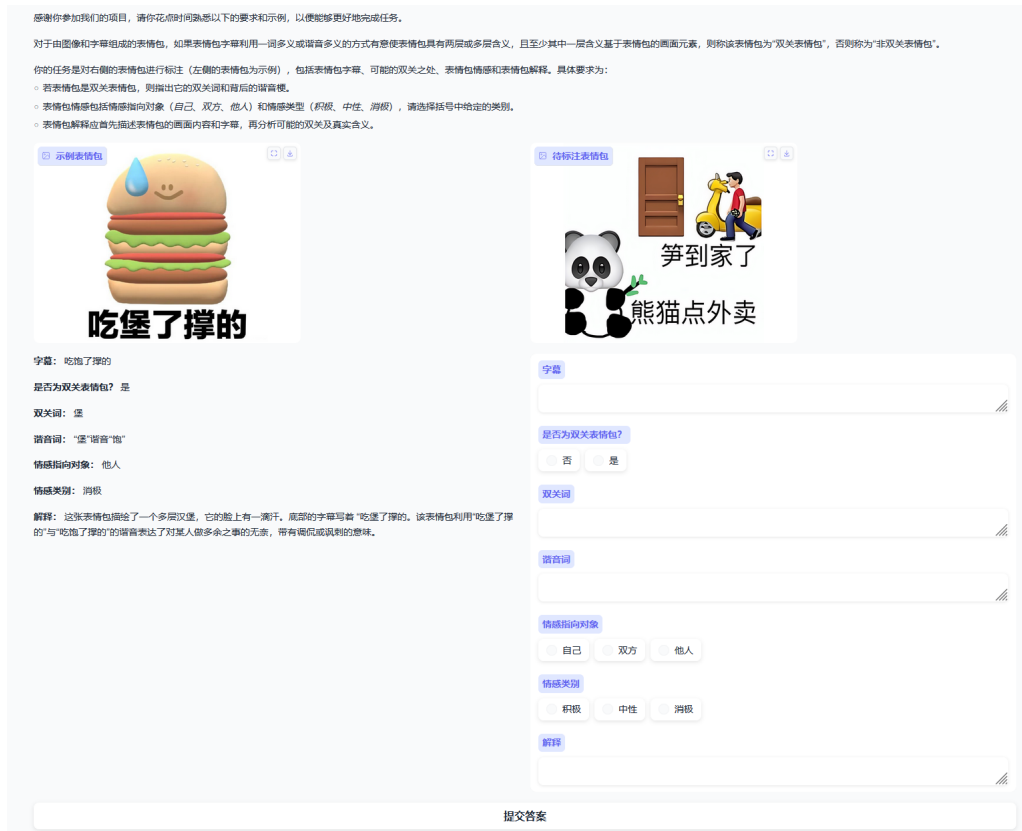 感谢你参加我们的项目，请你花点时间熟悉以下的要求和示例，以便能够更好地完成任务。
对于由图像和字幕组成的表情包，如果表情包字幕利用一词多义或谐音多义的方式有意使表情包具有两层或多层含义，且至少其中一层含义基于表情包的画面元素，则称该表情包为“双关表情包”，否则称为“非双关表情包”。
你的任务是对右侧的表情包进行标注（左侧的表情包为示例），包括表情包字幕、可能的双关之处、表情包情感和表情包解释。具体要求为：
○ 若表情包是双关表情包，则指出它的双关词和背后的谐音梗。
○ 表情包情感包括情感指向对象（自己、双方、他人）和情感类型（积极、中性、消极），请选择括号中给定的类别。
○ 表情包解释应首先描述表情包的画面内容和字幕，再分析可能的双关及真实含义。
示例表情包
吃堡了撑的
字幕： 吃饱了撑的
是否为双关表情包？ 是
双关词： 堡
谐音词： “堡”谐音“饱”
情感指向对象： 他人
情感类别： 消极
解释： 这张表情包描绘了一个多层汉堡，它的脸上有一滴汗。底部的字幕写着 “吃堡了撑的。该表情包利用“吃堡了撑
的”与“吃饱了撑的”的谐音表达了对某人做多余之事的无奈，带有调侃或讽刺的意味。
待标注表情包
笋到家了
熊猫点外卖
字幕
是否为双关表情包？
否 是
双关词
谐音词
情感指向对象
自己 双方 他人
情感类别
积极 中性 消极
解释
提交答案